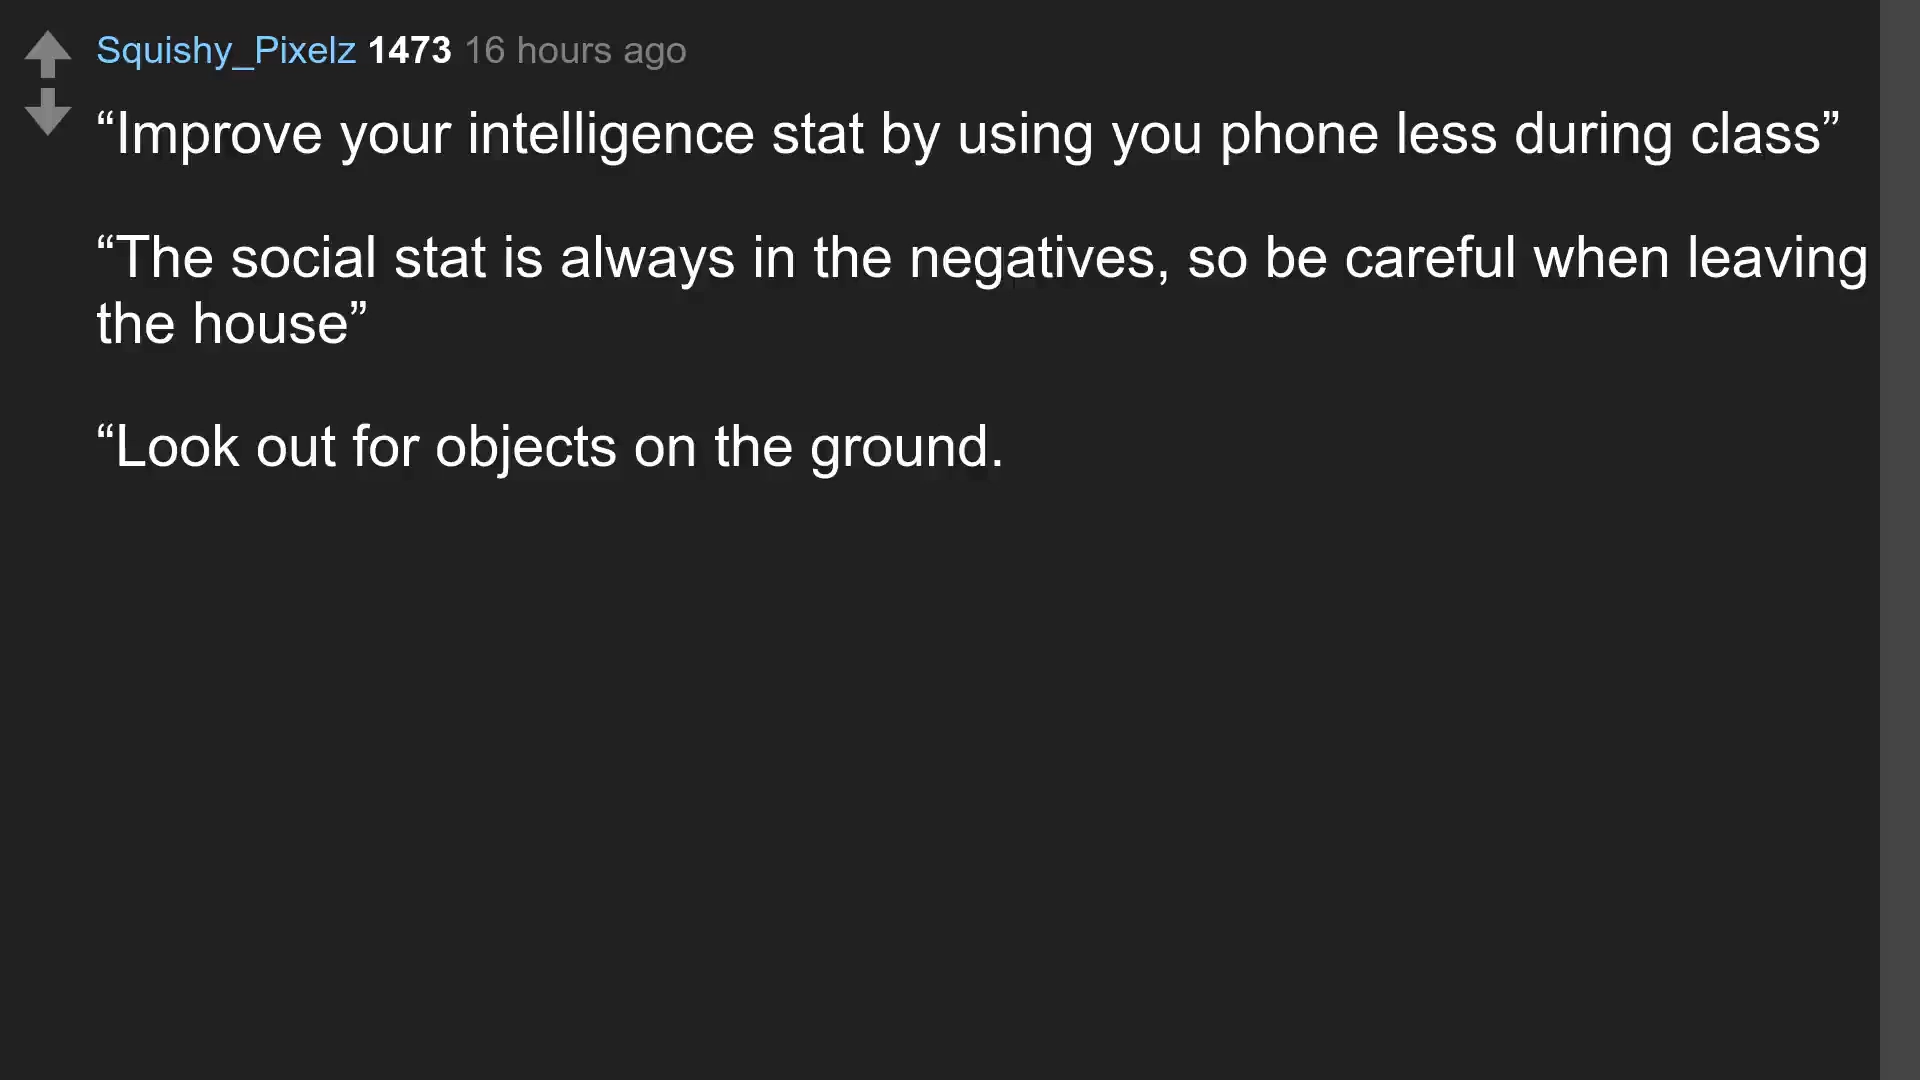 Squishy_Pixelz 1473 16 hours ago
“Improve your intelligence stat by using you phone less during class”
“The social stat is always in the negatives, so be careful when leaving
the house”
“Look out for objects on the ground.